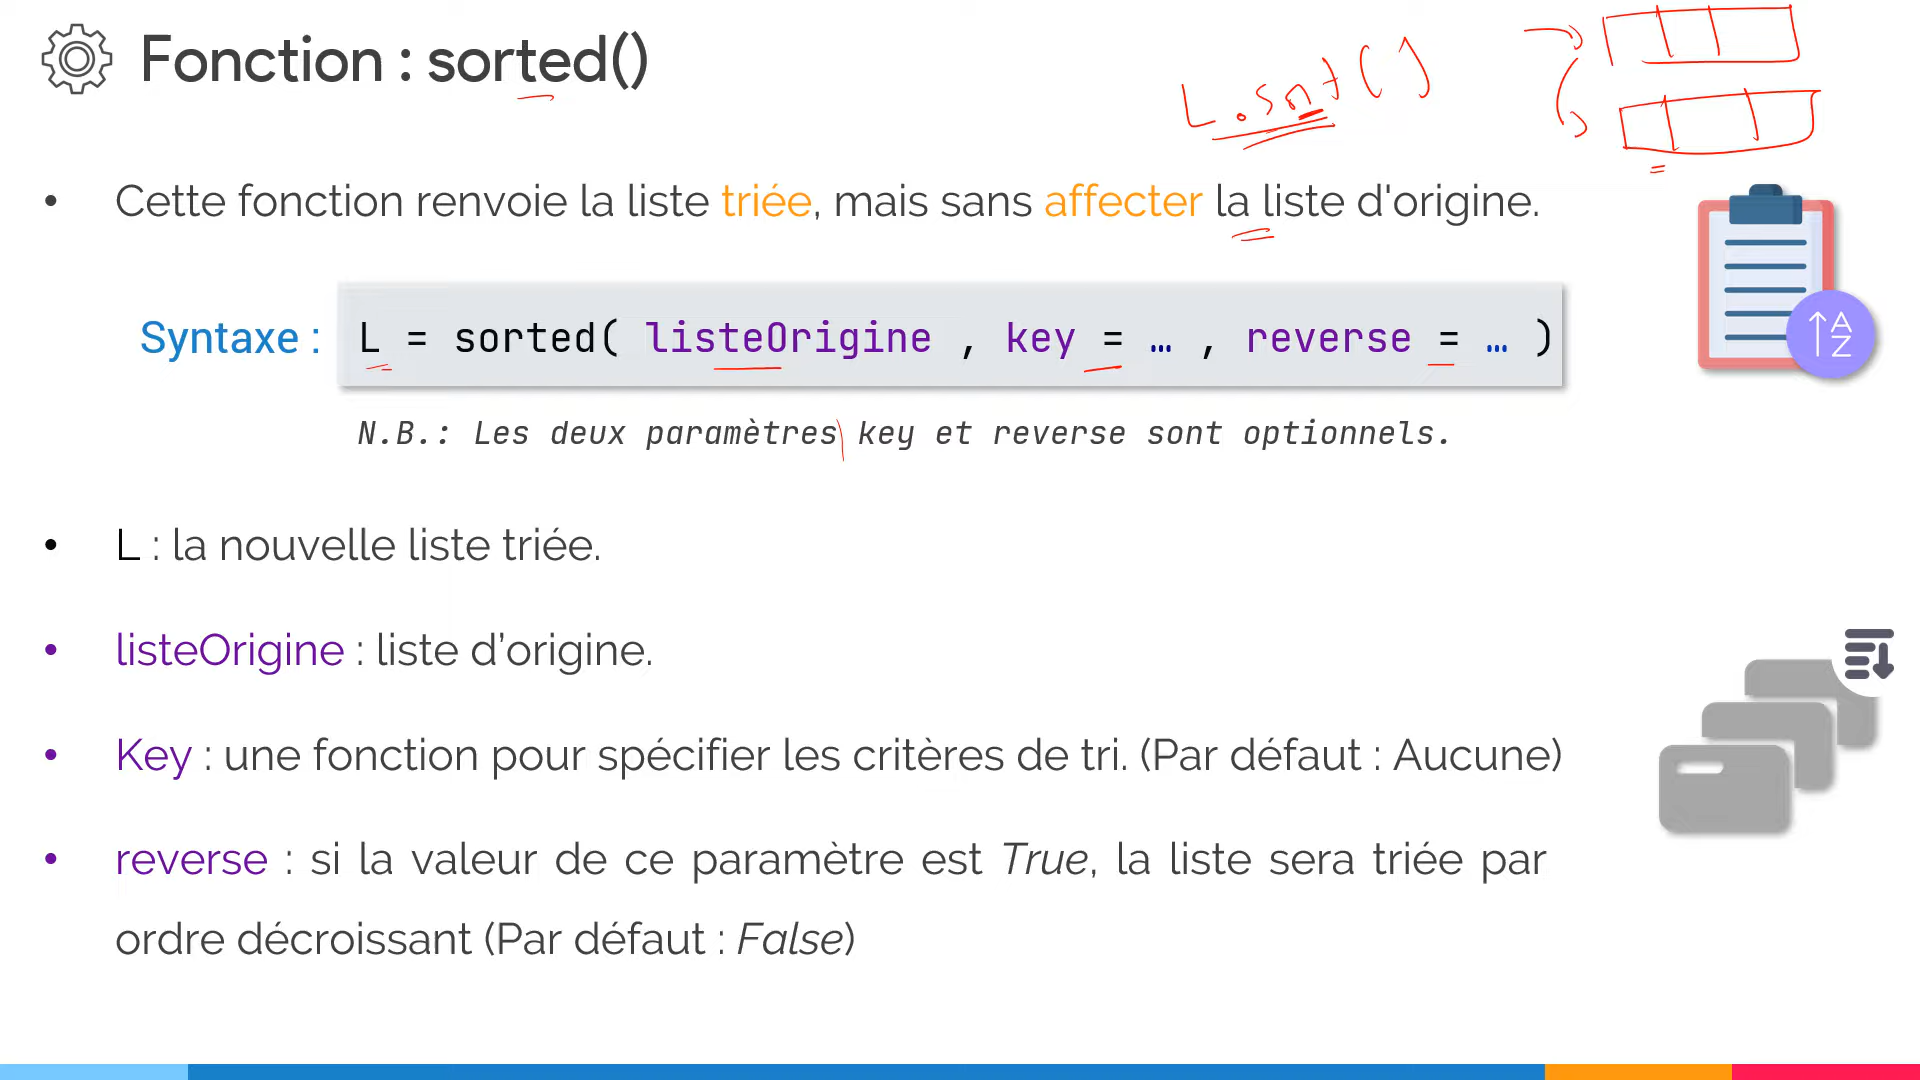 Fonction : sorted()
L.sort()
Cette fonction renvoie la liste triée, mais sans affecter la liste d'origine.
Syntaxe : L = sorted( listeOrigine , key = … , reverse = … )
N.B.: Les deux paramètres key et reverse sont optionnels.
L : la nouvelle liste triée.
listeOrigine : liste d’origine.
Key : une fonction pour spécifier les critères de tri. (Par défaut : Aucune)
reverse : si la valeur de ce paramètre est True, la liste sera triée par
ordre décroissant (Par défaut : False)
A
Z